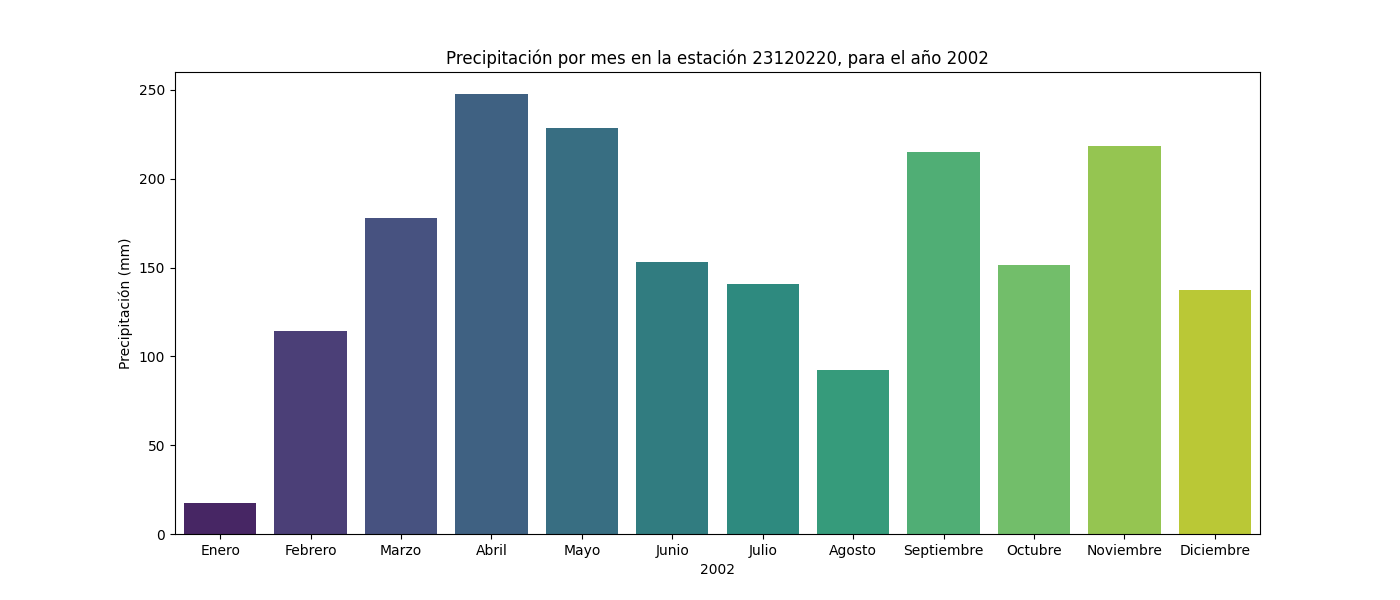 Precipitación por mes en la estación 23120220, para el año 2002
Precipitación (mm)
250
200
150
100
50
0
Enero Febrero Marzo Abril Mayo Junio Julio Agosto Septiembre Octubre Noviembre Diciembre
2002